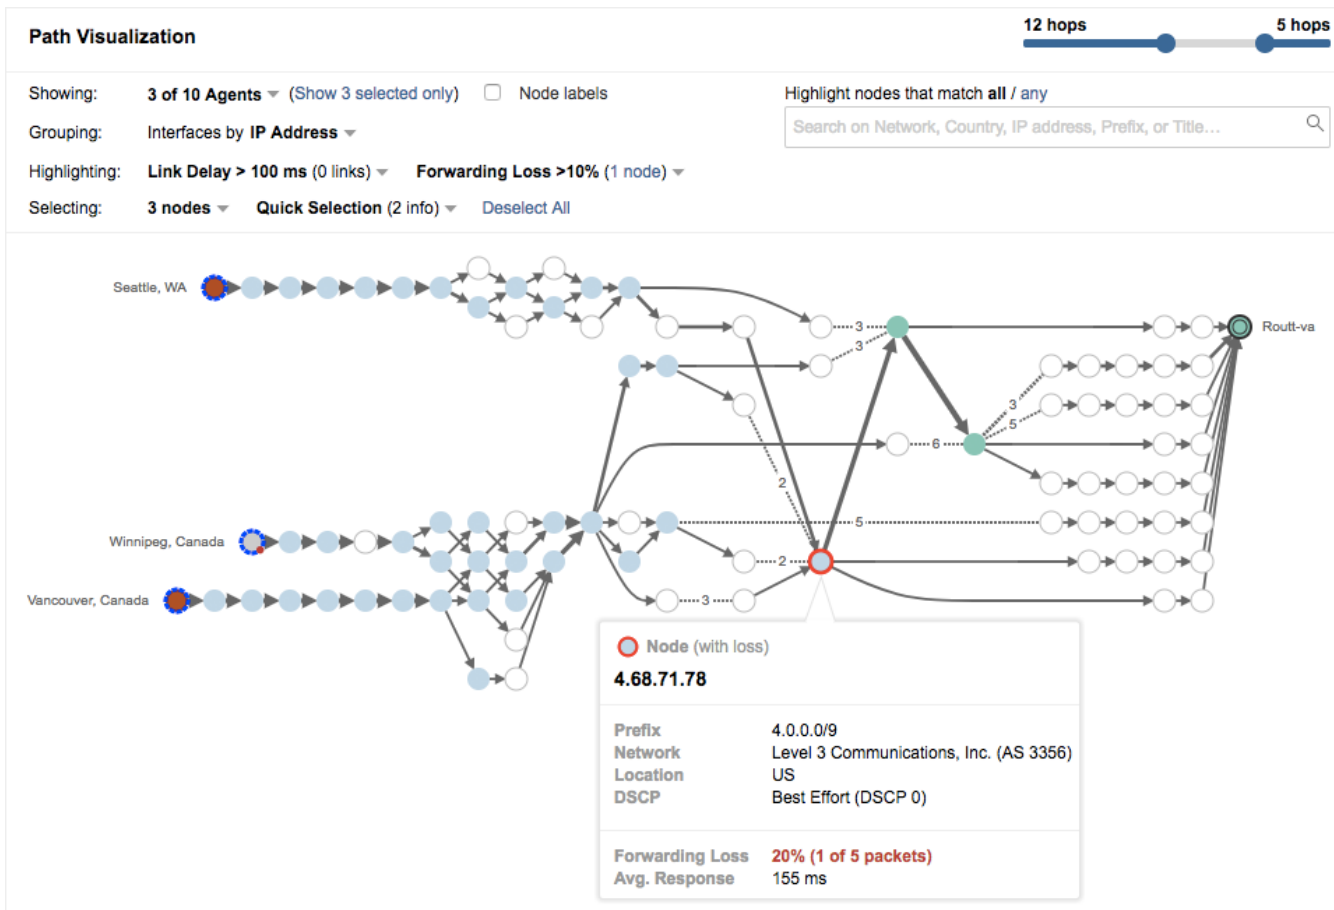 12 hops 5 hops
Path Visualization
Showing: 3 of 10 Agents (Show 3 selected only) Node labels
Highlight nodes that match all / any
Grouping: Interfaces by IP Address
Search on Network, Country, IP address, Prefix, or Title...
Highlighting: Link Delay > 100 ms (0 links) Forwarding Loss >10% (1 node)
Selecting: 3 nodes Quick Selection (2 info) Deselect All
Seattle, WA
3
Routt-va
3
3
5
6
2
5
Winnipeg, Canada
2
Vancouver, Canada
3
Node (with loss)
4.68.71.78
Prefix 4.0.0.0/9
Network Level 3 Communications, Inc. (AS 3356)
Location US
DSCP Best Effort (DSCP 0)
Forwarding Loss 20% (1 of 5 packets)
Avg. Response 155 ms